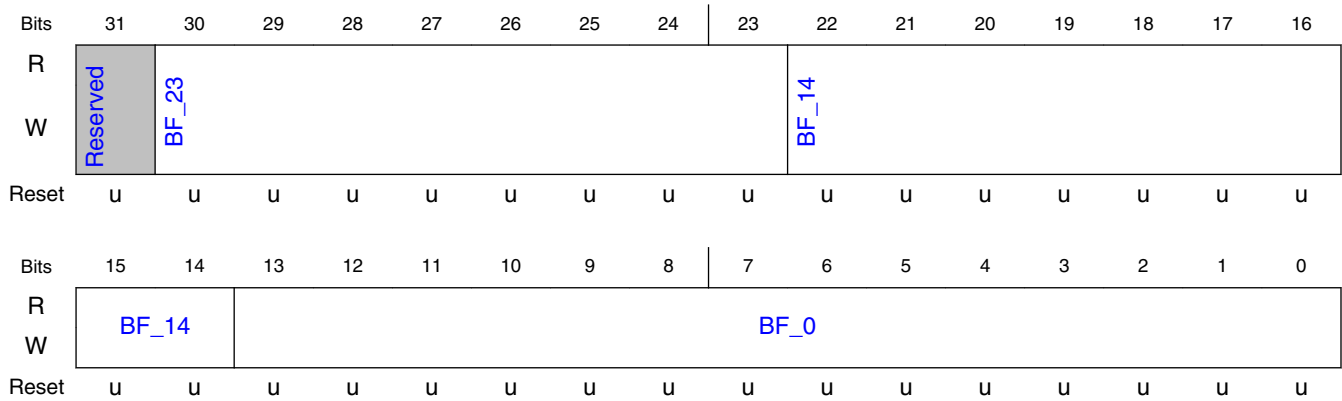 Bits 31 30 29 28 27 26 25 24 23 22 21 20 19 18 17 16
R
W
Reserved
BF_23
BF_14
Reset u u u u u u u u u u u u u u u u
Bits 15 14 13 12 11 10 9 8 7 6 5 4 3 2 1 0
R
W
BF_14 BF_0
Reset u u u u u u u u u u u u u u u u